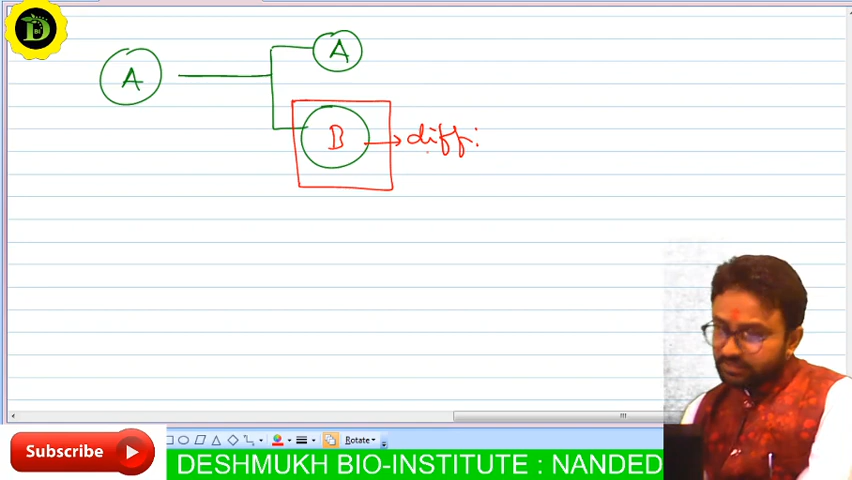 A
A
B
diff:
Rotate
Subscribe
DESHMUKH BIO-INSTITUTE : NANDED